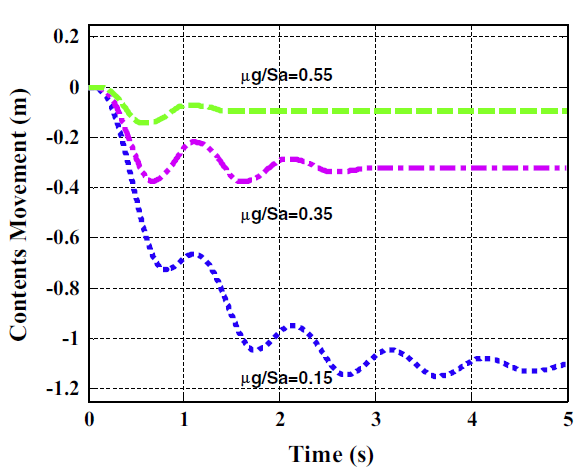 0.2
μg/Sa=0.55
0
-0.2
-0.4
μg/Sa=0.35
-0.6
-0.8
-1
μg/Sa=0.15
-1.2
0 1 2 3 4 5
Contents Movement (m)
Time (s)